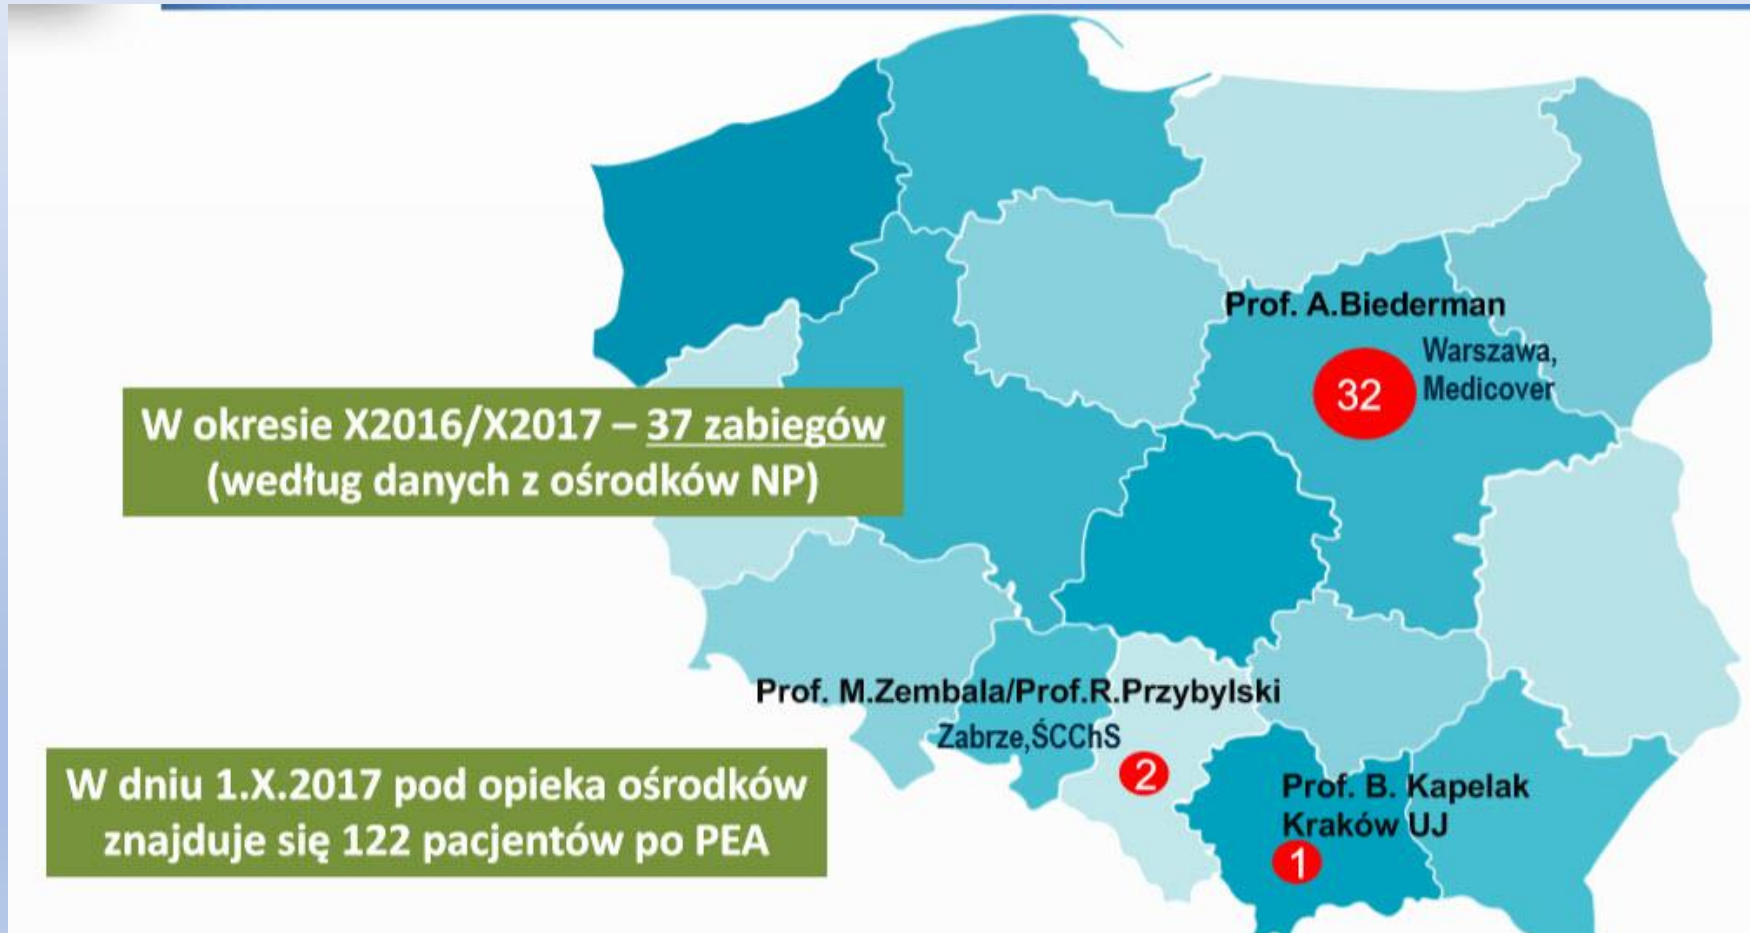 Prof. A.Biederman
Warszawa,
Medicover
32
W okresie X2016/X2017 – 37 zabiegów
(według danych z ośrodków NP)
Prof. M.Zembala/Prof.R.Przybylski
Zabrze,ŚCChS
2
W dniu 1.X.2017 pod opieka ośrodków
znajduje się 122 pacjentów po PEA
Prof. B. Kapelak
Kraków UJ
1